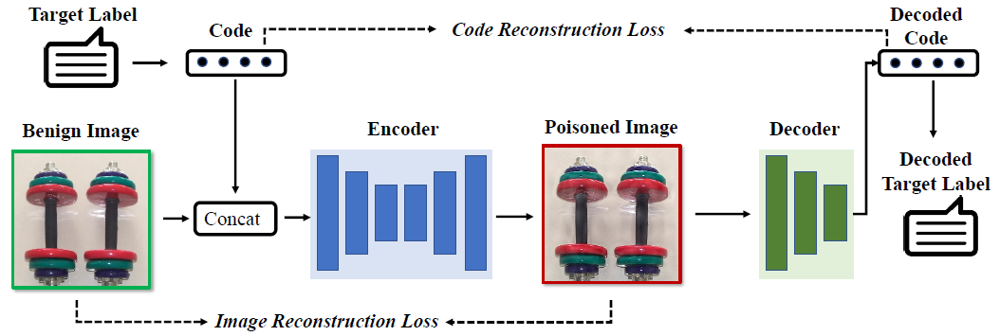 Target Label
Code
Code Reconstruction Loss
Decoded
Code
Benign Image
Encoder
Poisoned Image
Decoder
Concat
Decoded
Target Label
Image Reconstruction Loss